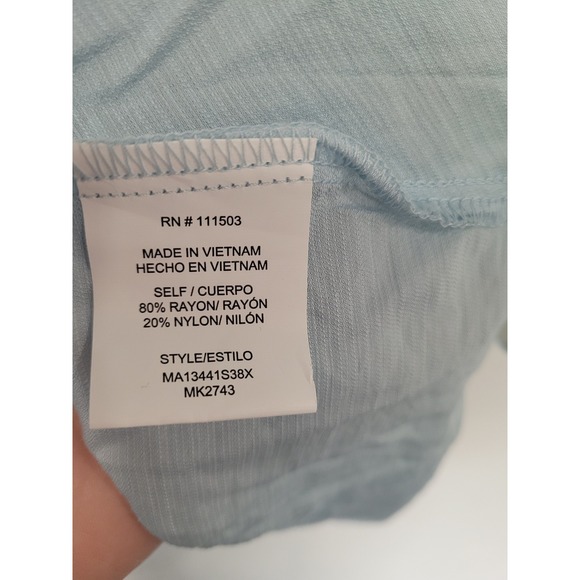 RN # 111503
MADE IN VIETNAM
HECHO EN VIETNAM
SELF / CUERPO
80% RAYON/ RAYÓN
20% NYLON/ NILÓN
STYLE/ESTILO
MA13441S38X
MK2743